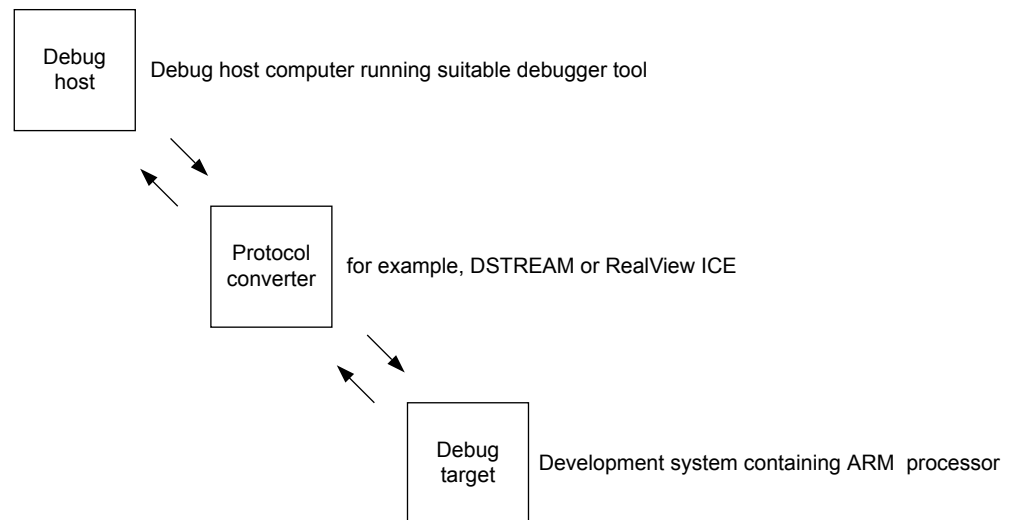 Debug
host
Debug host computer running suitable debugger tool
Protocol
converter
for example, DSTREAM or RealView ICE
Debug
target
Development system containing ARM processor